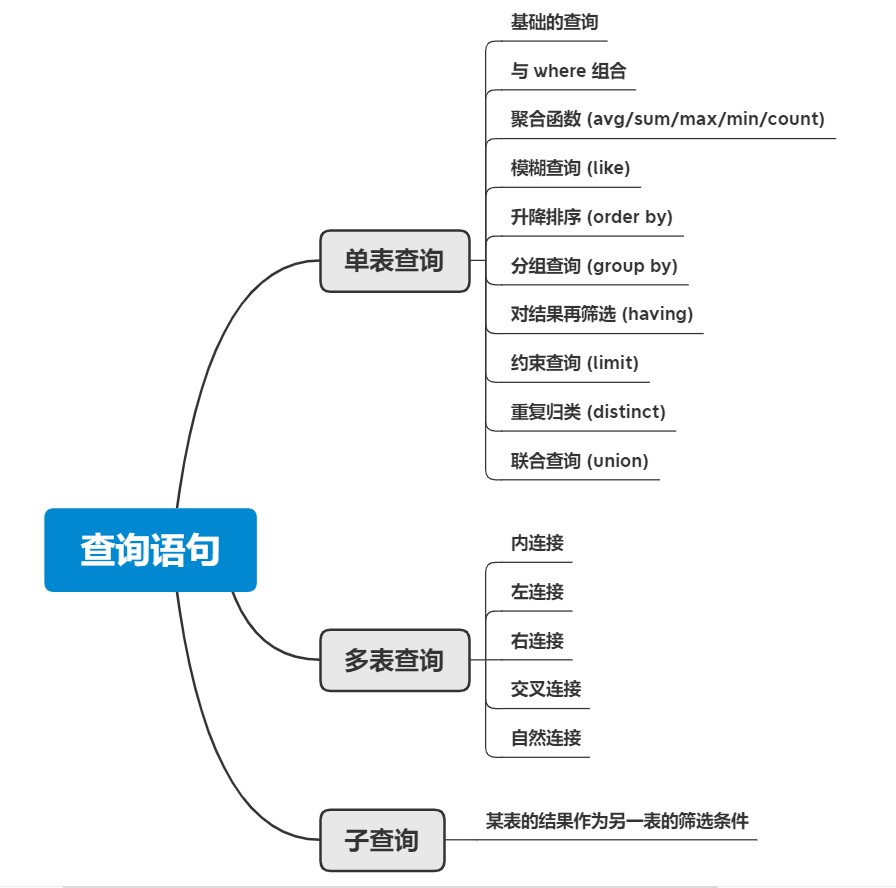 查询语句
单表查询
基础的查询
与 where 组合
聚合函数 (avg/sum/max/min/count)
模糊查询 (like)
升降排序 (order by)
分组查询 (group by)
对结果再筛选 (having)
约束查询 (limit)
重复归类 (distinct)
联合查询 (union)
多表查询
内连接
左连接
右连接
交叉连接
自然连接
子查询
某表的结果作为另一表的筛选条件